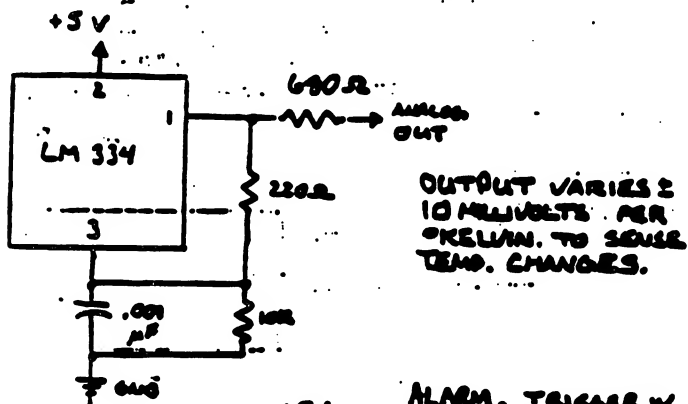 +5 V
2
680Ω
1
ANALOG
OUT
LM 334
220Ω
OUTPUT VARIES ±
10 MILLIVOLTS PER
°KELVIN. TO SENSE
TEMP. CHANGES.
3
.001
μF
10K
GND
ALARM. TRIGGER W